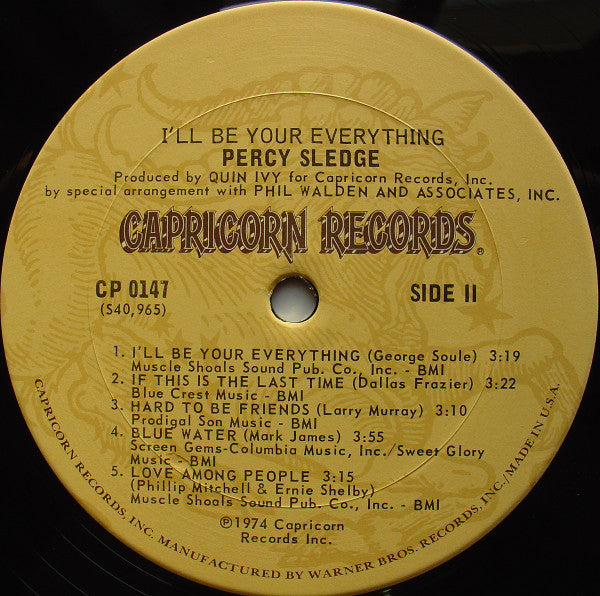 I'LL BE YOUR EVERYTHING
PERCY SLEDGE
Produced by QUIN IVY for Capricorn Records, Inc.
by special arrangement with PHIL WALDEN AND ASSOCIATES, INC.
CAPRICORN RECORDS®
CP 0147
(S40,965)
SIDE II
1. I'LL BE YOUR EVERYTHING (George Soule) 3:19
Muscle Shoals Sound Pub. Co., Inc. - BMI
2. IF THIS IS THE LAST TIME (Dallas Frazier) 3:22
Blue Crest Music - BMI
3. HARD TO BE FRIENDS (Larry Murray) 3:10
Prodigal Son Music - BMI
4. BLUE WATER (Mark James) 3:55
Screen Gems-Columbia Music, Inc./Sweet Glory
Music - BMI
5. LOVE AMONG PEOPLE 3:15
(Phillip Mitchell & Ernie Shelby)
Muscle Shoals Sound Pub. Co., Inc. - BMI
℗1974 Capricorn
Records Inc.
CAPRICORN RECORDS, INC. MANUFACTURED BY WARNER BROS. RECORDS, INC./MADE IN U.S.A.